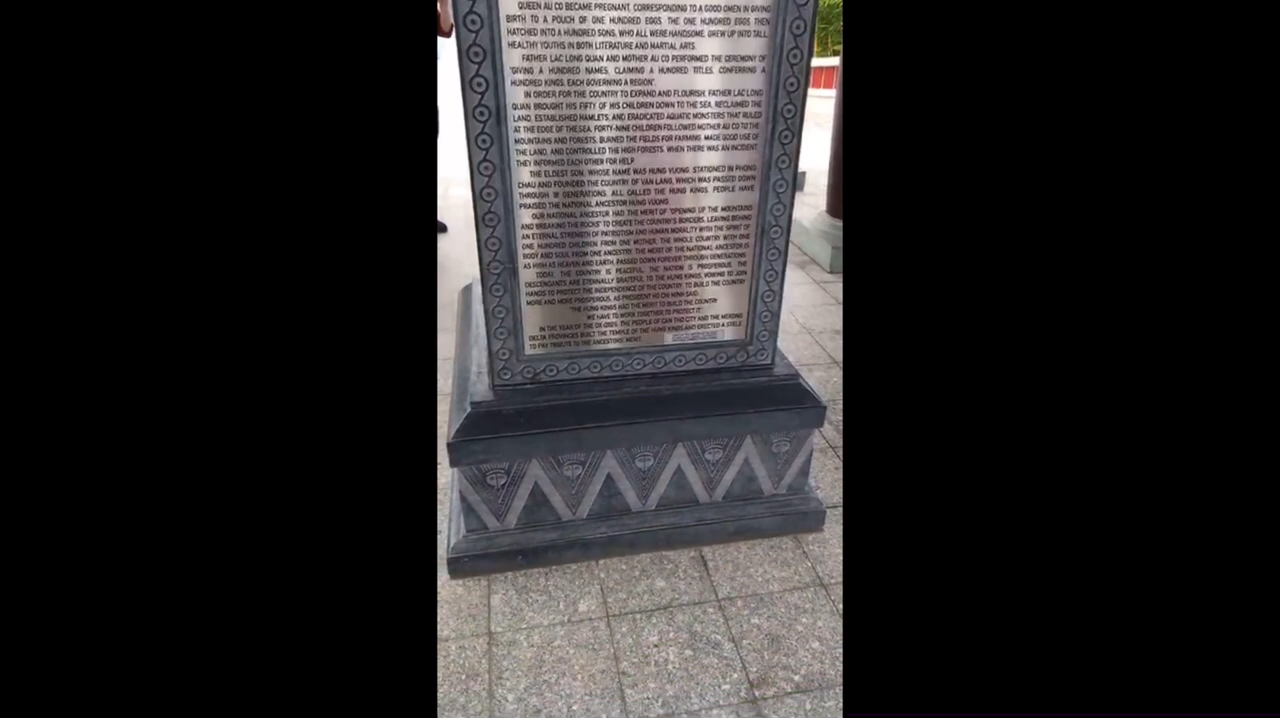 QUEEN AU CO BECAME PREGNANT, CORRESPONDING TO A GOOD OMEN IN GIVING
BIRTH TO A POUCH OF ONE HUNDRED EGGS. THE ONE HUNDRED EGGS THEN
HATCHED INTO A HUNDRED SONS, WHO ALL WERE HANDSOME, GREW UP INTO TALL,
HEALTHY YOUTHS IN BOTH LITERATURE AND MARTIAL ARTS.
FATHER LAC LONG QUAN AND MOTHER AU CO PERFORMED THE CEREMONY OF
"GIVING A HUNDRED NAMES, CLAIMING A HUNDRED TITLES, CONFERRING A
HUNDRED KINGS, EACH GOVERNING A REGION".
IN ORDER FOR THE COUNTRY TO EXPAND AND FLOURISH, FATHER LAC LONG
QUAN BROUGHT HIS FIFTY OF HIS CHILDREN DOWN TO THE SEA, RECLAIMED THE
LAND, ESTABLISHED HAMLETS, AND ERADICATED AQUATIC MONSTERS THAT RULED
AT THE EDGE OF THE SEA. FORTY-NINE CHILDREN FOLLOWED MOTHER AU CO TO THE
MOUNTAINS AND FORESTS, BURNED THE FIELDS FOR FARMING, MADE GOOD USE OF
THE LAND, AND CONTROLLED THE HIGH FORESTS. WHEN THERE WAS AN INCIDENT
THEY INFORMED EACH OTHER FOR HELP.
THE ELDEST SON, WHOSE NAME WAS HUNG VUONG, STATIONED IN PHONG
CHAU AND FOUNDED THE COUNTRY OF VAN LANG, WHICH WAS PASSED DOWN
THROUGH 18 GENERATIONS, ALL CALLED THE HUNG KINGS. PEOPLE HAVE
PRAISED THE NATIONAL ANCESTOR HUNG VUONG.
OUR NATIONAL ANCESTOR HAD THE MERIT OF "OPENING UP THE MOUNTAINS
AND BREAKING THE ROCKS" TO CREATE THE COUNTRY'S BORDERS, LEAVING BEHIND
AN ETERNAL STRENGTH OF PATRIOTISM AND HUMAN MORALITY WITH THE SPIRIT OF
ONE HUNDRED CHILDREN FROM ONE MOTHER, THE WHOLE COUNTRY WITH ONE
BODY AND SOUL FROM ONE ANCESTRY. THE MERIT OF THE NATIONAL ANCESTOR IS
AS HIGH AS HEAVEN AND EARTH, PASSED DOWN FOREVER THROUGH GENERATIONS.
TODAY, THE COUNTRY IS PEACEFUL, THE NATION IS PROSPEROUS, THE
DESCENDANTS ARE ETERNALLY GRATEFUL TO THE HUNG KINGS, VOWING TO JOIN
HANDS TO PROTECT THE INDEPENDENCE OF THE COUNTRY, TO BUILD THE COUNTRY
MORE AND MORE PROSPEROUS, AS PRESIDENT HO CHI MINH SAID:
"THE HUNG KINGS HAD THE MERIT TO BUILD THE COUNTRY
WE HAVE TO WORK TOGETHER TO PROTECT IT".
IN THE YEAR OF THE OX (2021), THE PEOPLE OF CAN THO CITY AND THE MEKONG
DELTA PROVINCES BUILT THE TEMPLE OF THE HUNG KINGS AND ERECTED A STELE
TO PAY TRIBUTE TO THE ANCESTORS' MERIT.